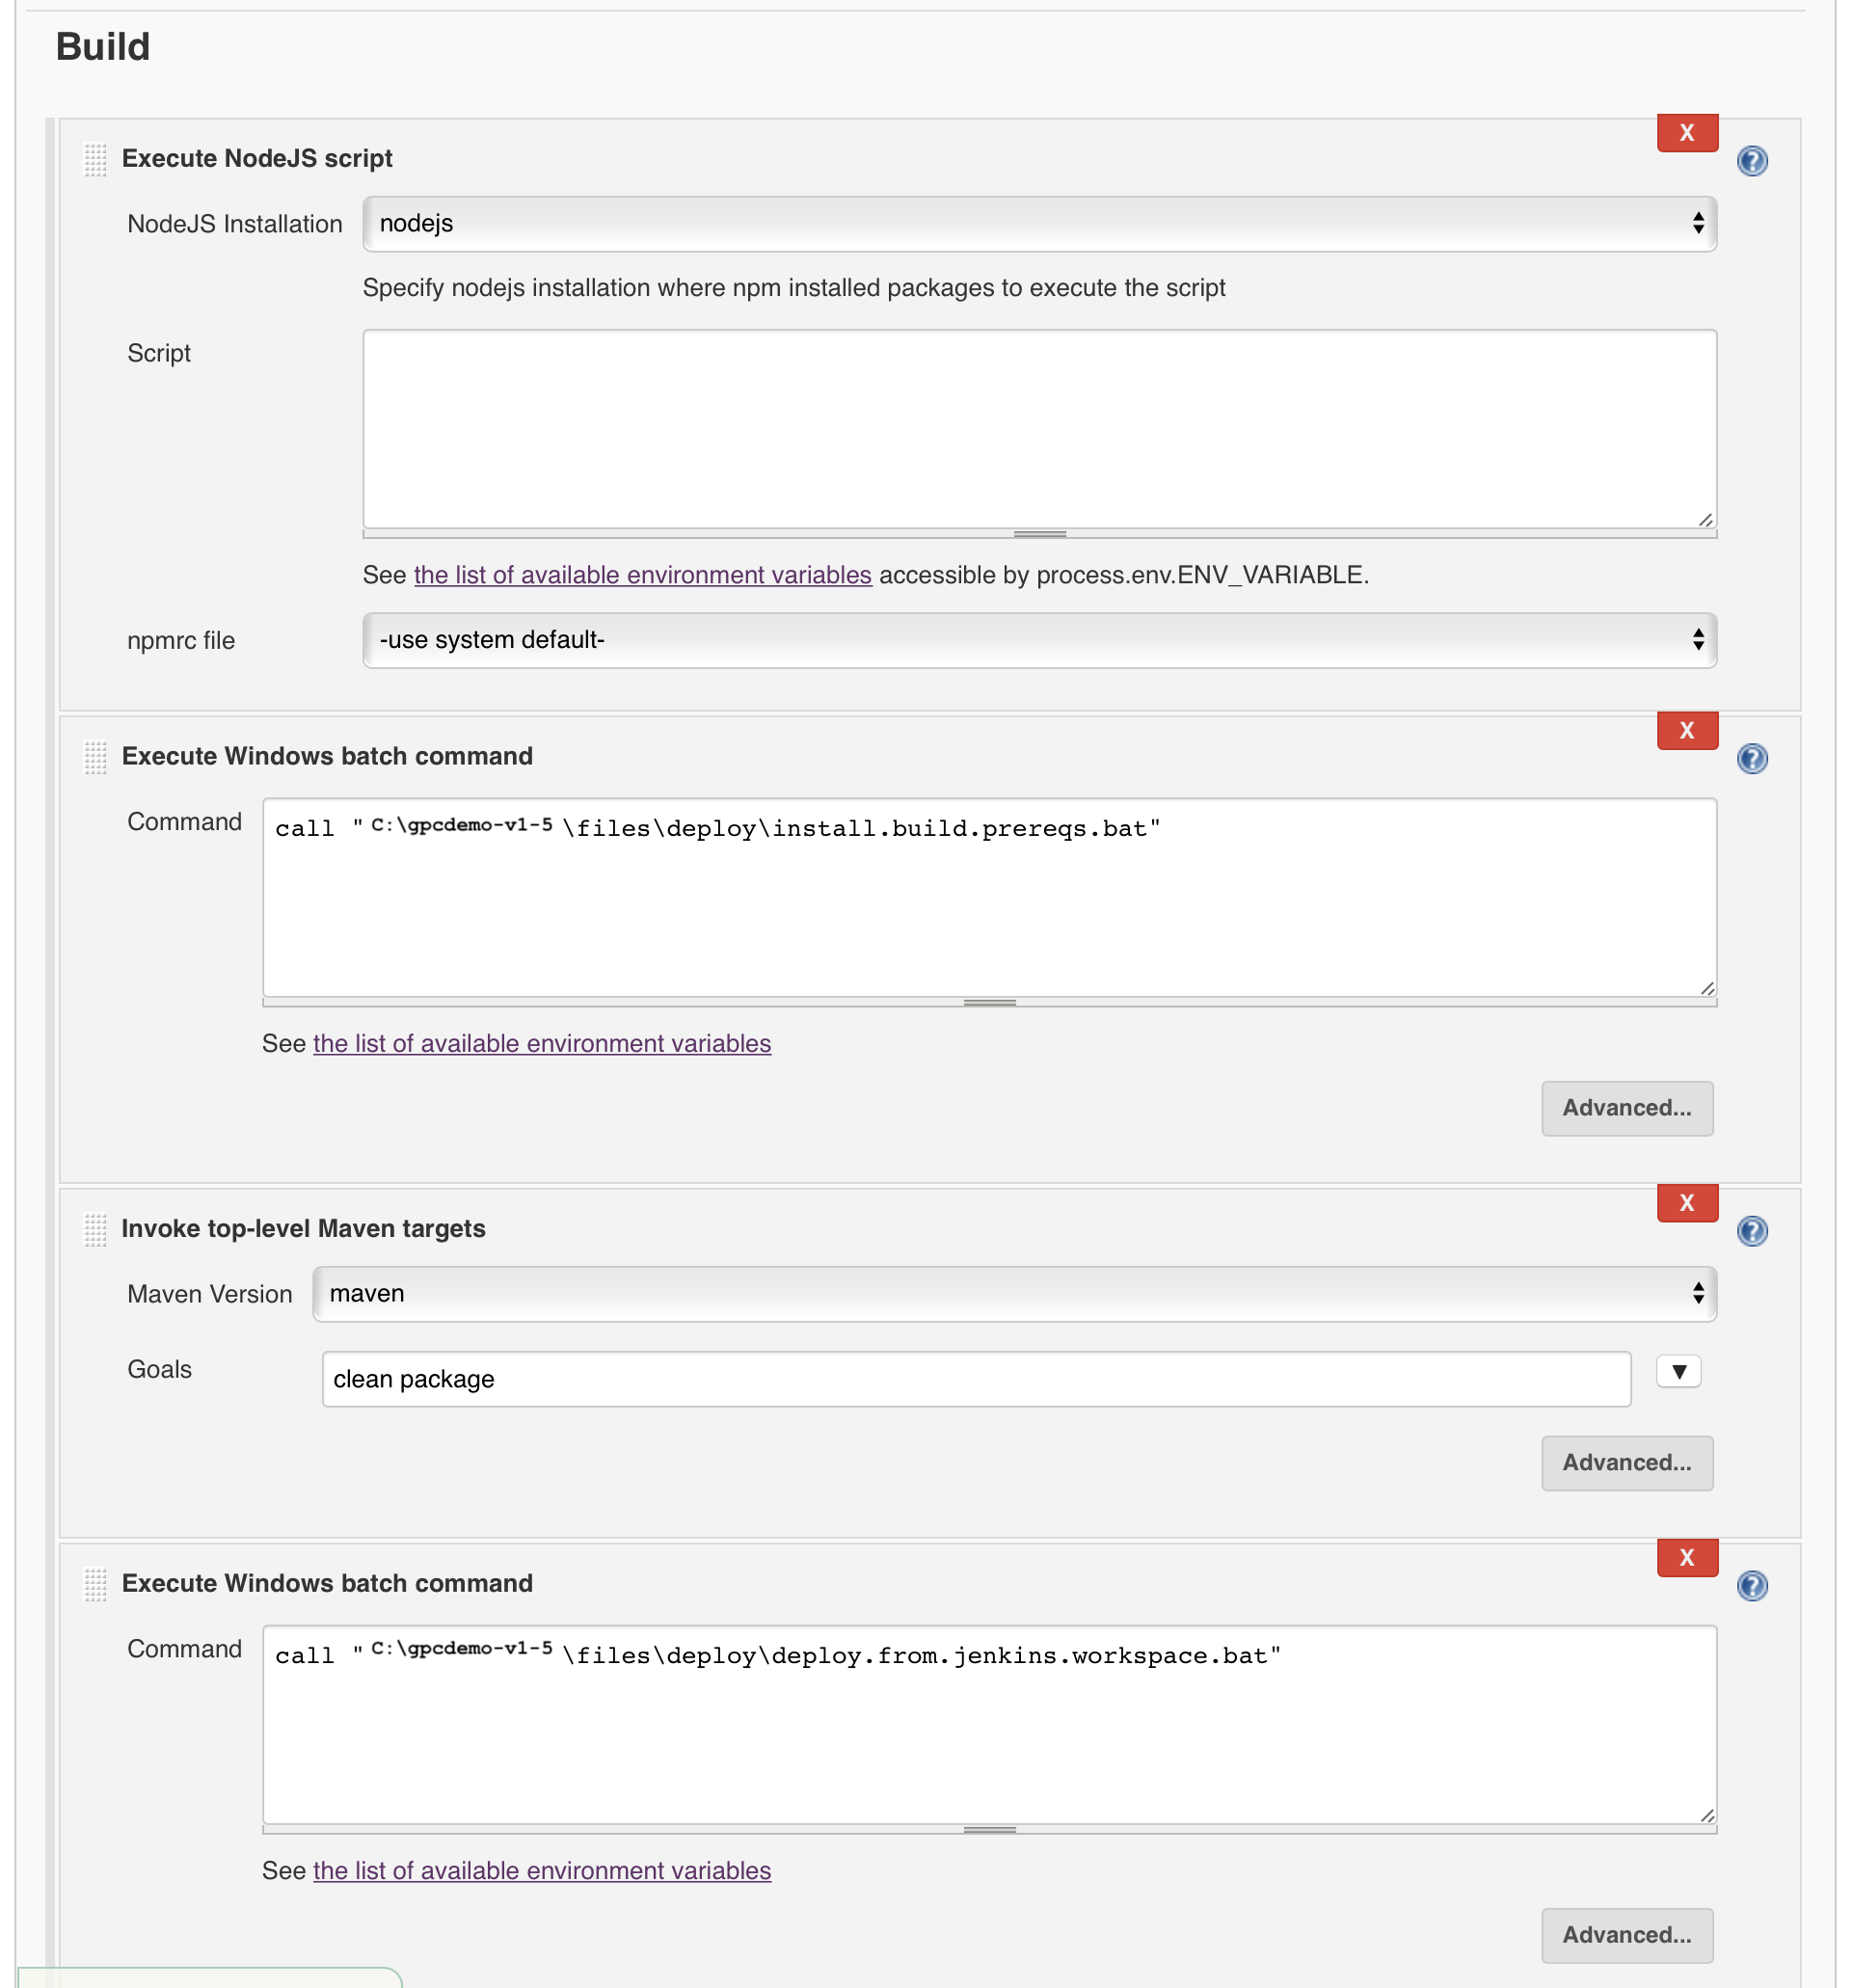 Build
X
Execute NodeJS script
NodeJS Installation nodejs
Specify nodejs installation where npm installed packages to execute the script
Script
See the list of available environment variables accessible by process.env.ENV_VARIABLE.
npmrc file -use system default-
X
Execute Windows batch command
Command call "C:\gpcdemo-v1-5\files\deploy\install.build.prereqs.bat"
See the list of available environment variables
Advanced...
X
Invoke top-level Maven targets
Maven Version maven
Goals clean package
Advanced...
X
Execute Windows batch command
Command call "C:\gpcdemo-v1-5\files\deploy\deploy.from.jenkins.workspace.bat"
See the list of available environment variables
Advanced...